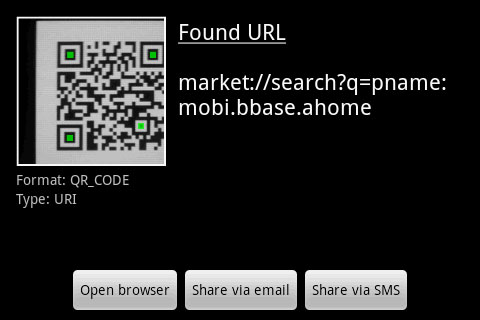 Found URL
market://search?q=pname:
mobi.bbase.ahome
Format: QR_CODE
Type: URI
Open browser
Share via email
Share via SMS